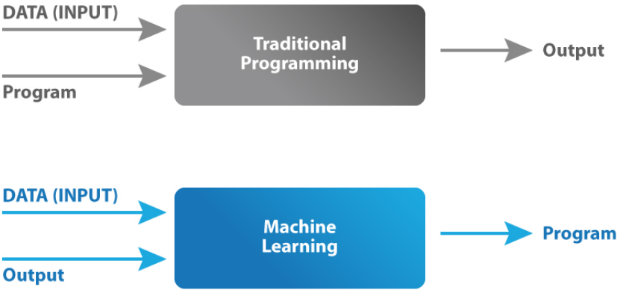 DATA (INPUT)
Traditional
Programming
Output
Program
DATA (INPUT)
Machine
Learning
Program
Output